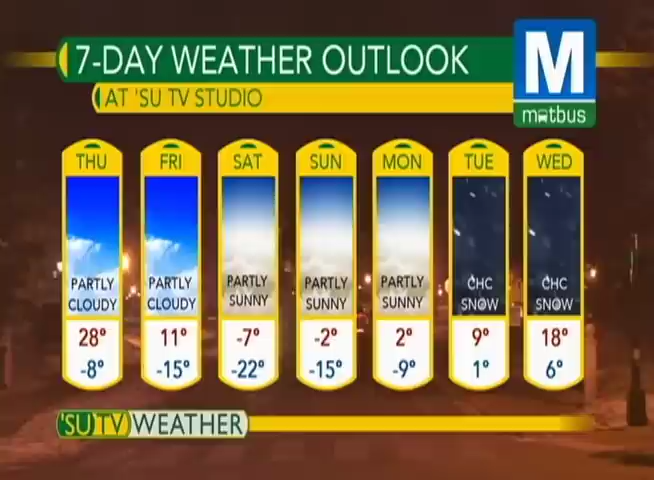 7-DAY WEATHER OUTLOOK
AT 'SU TV STUDIO
M
matbus
THU FRI SAT SUN MON TUE WED
PARTLY CLOUDY PARTLY CLOUDY PARTLY SUNNY PARTLY SUNNY PARTLY SUNNY CHC SNOW CHC SNOW
28° 11° -7° -2° 2° 9° 18°
-8° -15° -22° -15° -9° 1° 6°
'SU TV WEATHER